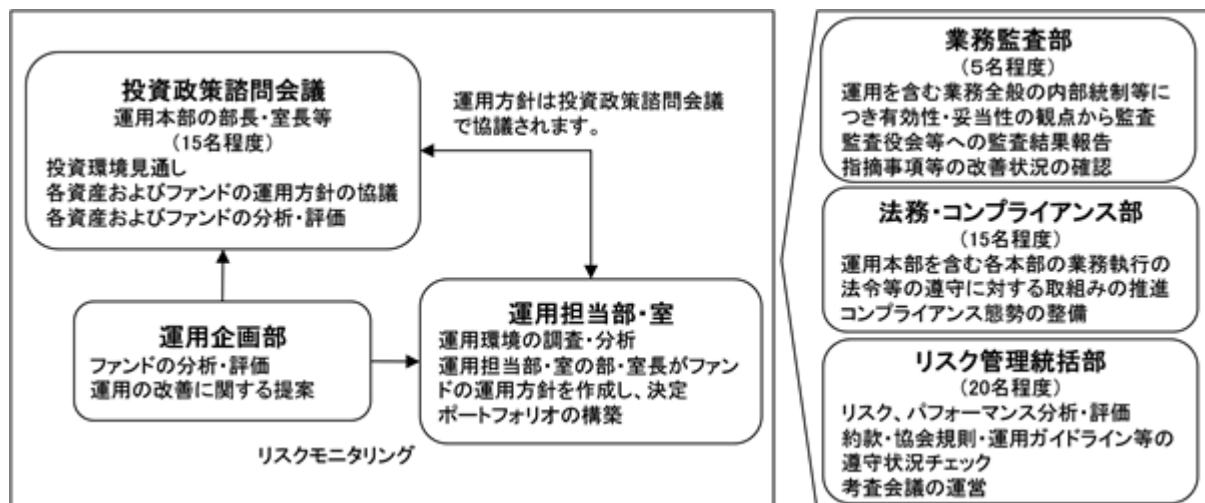 投資政策諮問会議
運用本部の部長・室長等
(15名程度)
投資環境見通し
各資産およびファンドの運用方針の協議
各資産およびファンドの分析・評価
運用方針は投資政策諮問会議
で協議されます。
運用企画部
ファンドの分析・評価
運用の改善に関する提案
運用担当部・室
運用環境の調査・分析
運用担当部・室の部・室長がファン
ドの運用方針を作成し、決定
ポートフォリオの構築
リスクモニタリング
業務監査部
(5名程度)
運用を含む業務全般の内部統制等に
つき有効性・妥当性の観点から監査
監査役会等への監査結果報告
指摘事項等の改善状況の確認
法務・コンプライアンス部
(15名程度)
運用本部を含む各本部の業務執行の
法令等の遵守に対する取組みの推進
コンプライアンス態勢の整備
リスク管理統括部
(20名程度)
リスク、パフォーマンス分析・評価
約款・協会規則・運用ガイドライン等の
遵守状況チェック
考査会議の運営